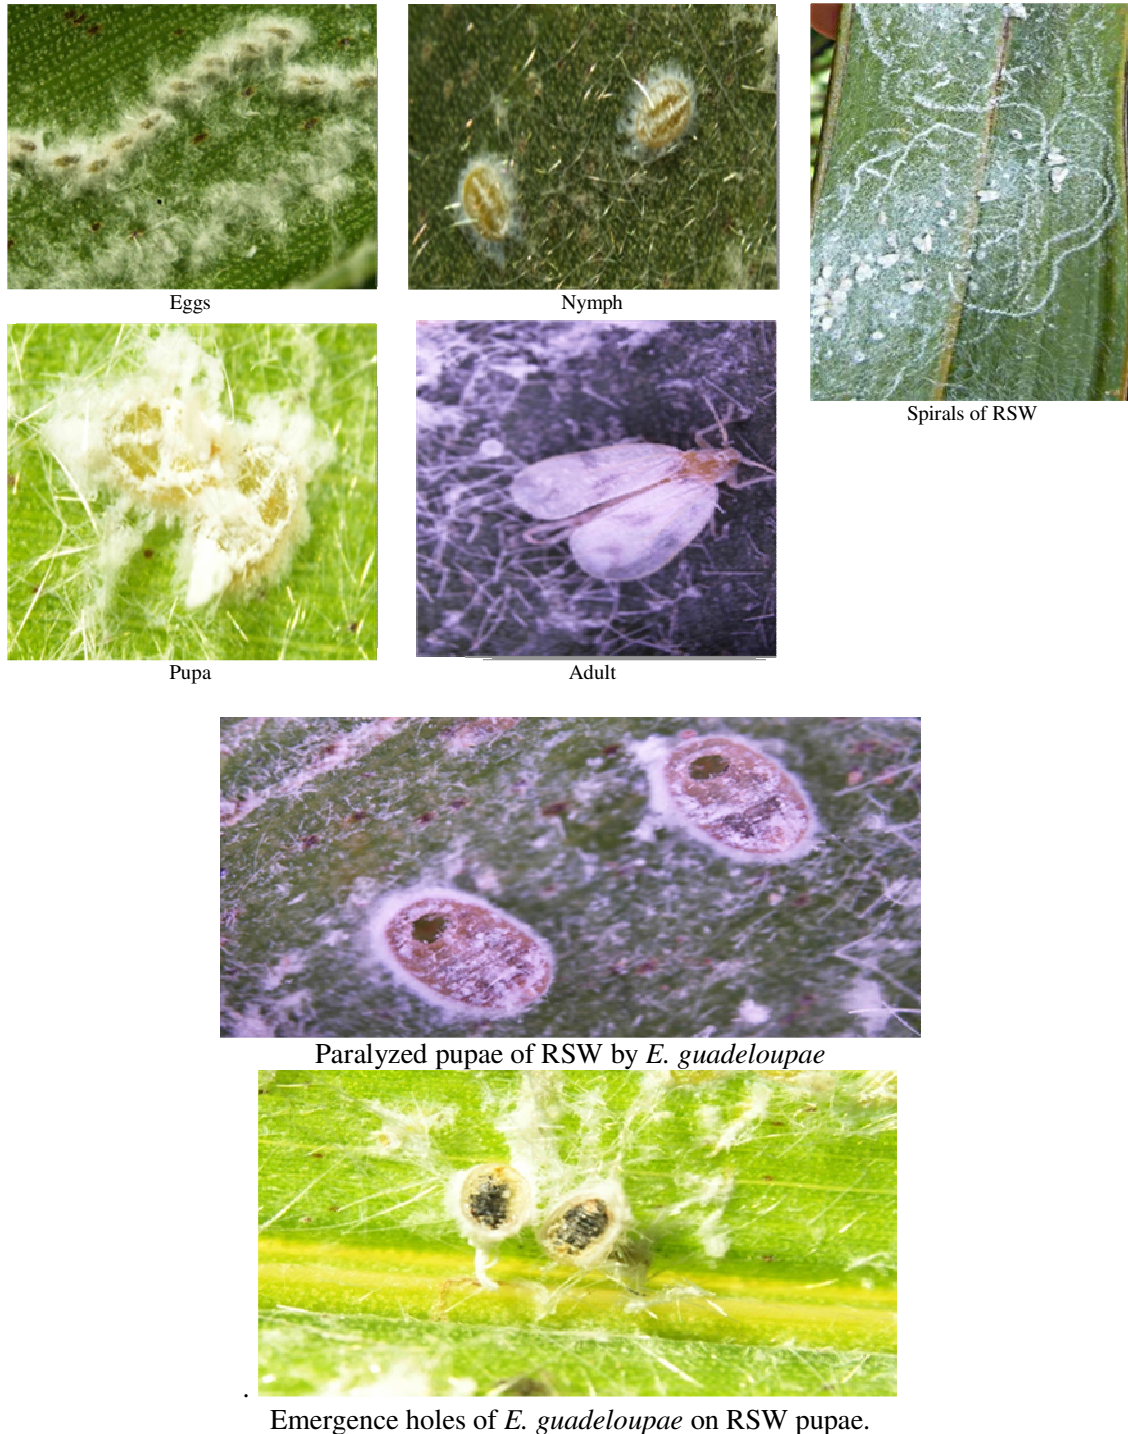 Eggs
Nymph
Spirals of RSW
Pupa
Adult
Paralyzed pupae of RSW by E. guadeloupae
.
Emergence holes of E. guadeloupae on RSW pupae.